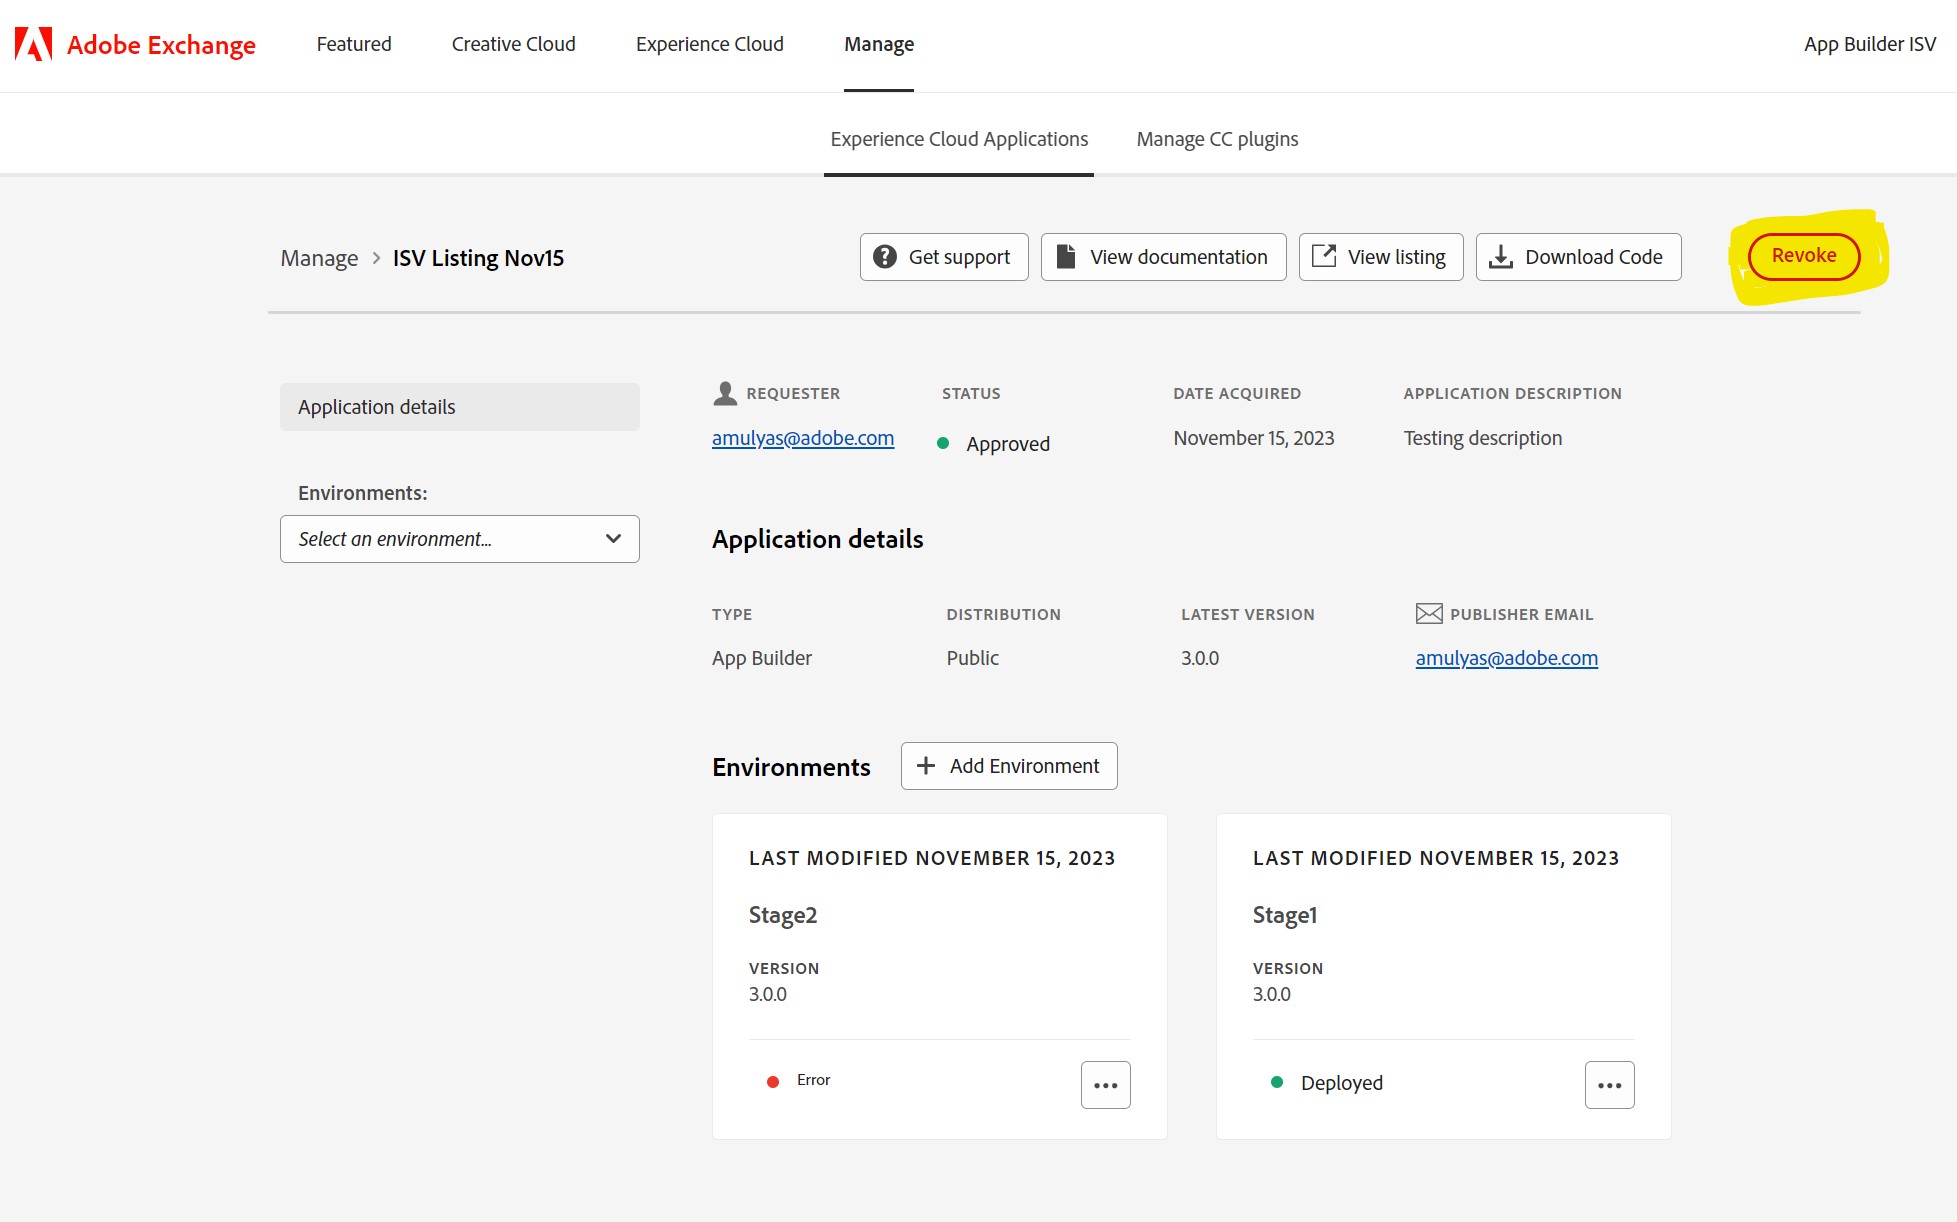 Adobe Exchange Featured Creative Cloud Experience Cloud Manage App Builder ISV
Experience Cloud Applications Manage CC plugins
Manage > ISV Listing Nov15 Get support View documentation View listing Download Code Revoke
Application details
Environments:
Select an environment...
REQUESTER STATUS DATE ACQUIRED APPLICATION DESCRIPTION
amulyas@adobe.com Approved November 15, 2023 Testing description
Application details
TYPE DISTRIBUTION LATEST VERSION PUBLISHER EMAIL
App Builder Public 3.0.0 amulyas@adobe.com
Environments + Add Environment
LAST MODIFIED NOVEMBER 15, 2023
Stage2
VERSION
3.0.0
Error
LAST MODIFIED NOVEMBER 15, 2023
Stage1
VERSION
3.0.0
Deployed